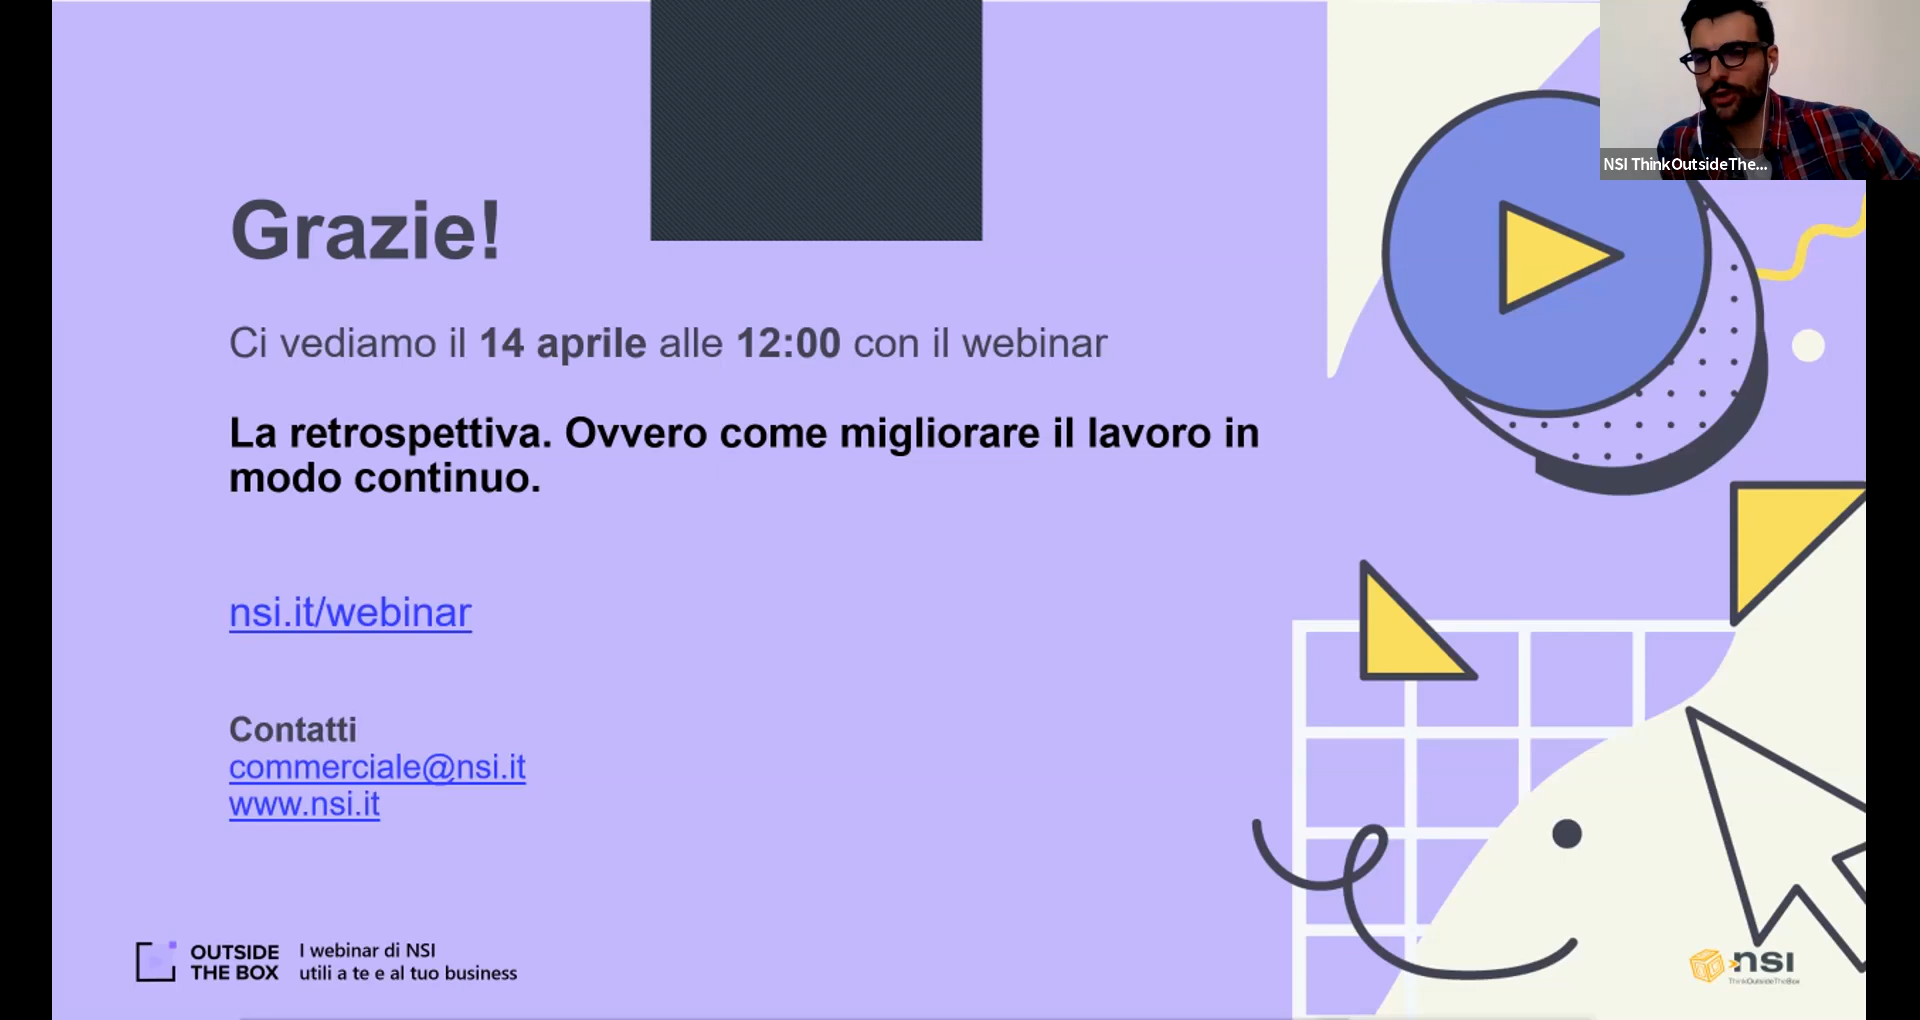 NSI ThinkOutsideThe...
Grazie!
Ci vediamo il 14 aprile alle 12:00 con il webinar
La retrospettiva. Ovvero come migliorare il lavoro in
modo continuo.
nsi.it/webinar
Contatti
commerciale@nsi.it
www.nsi.it
OUTSIDE
THE BOX
I webinar di NSI
utili a te e al tuo business
nsi
ThinkOutsideTheBox